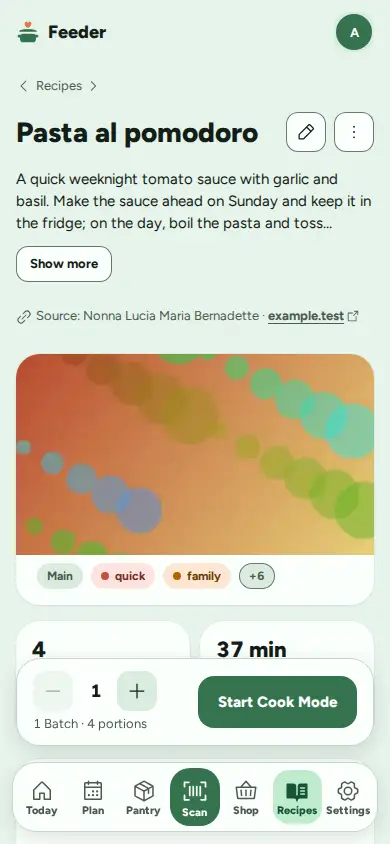 Feeder
A
Recipes
Pasta al pomodoro
A quick weeknight tomato sauce with garlic and
basil. Make the sauce ahead on Sunday and keep it in
the fridge; on the day, boil the pasta and toss...
Show more
Source: Nonna Lucia Maria Bernadette · example.test
Main quick family +6
4 37 min
1
Start Cook Mode
1 Batch · 4 portions
Today Plan Pantry Scan Shop Recipes Settings